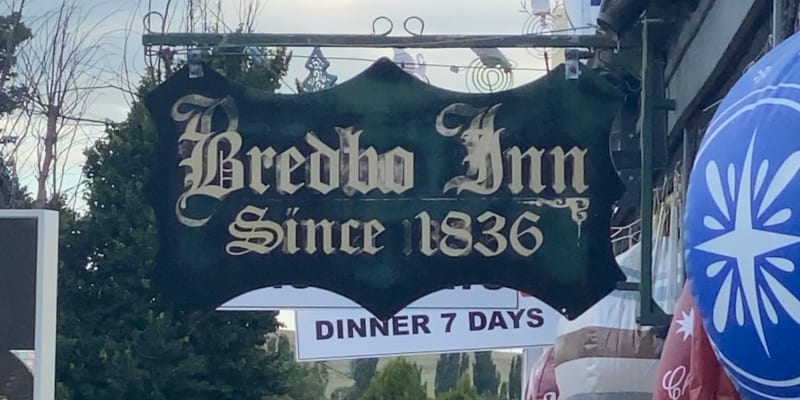 Bredbo Inn
Since 1836
DINNER 7 DAYS